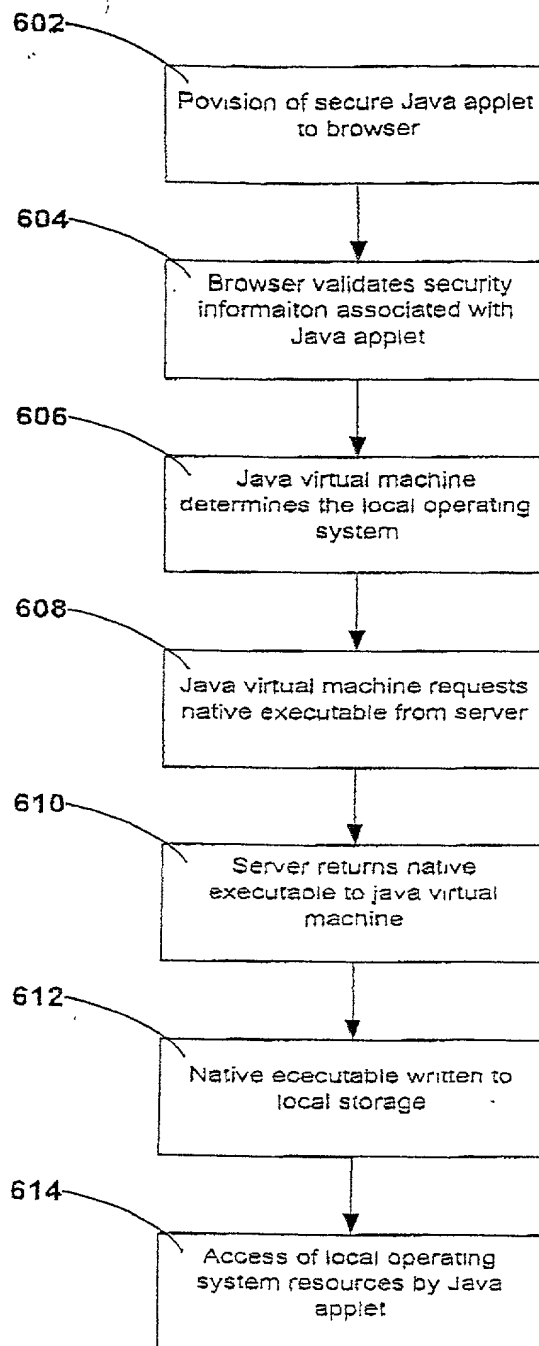 602
Povision of secure Java applet
to browser
604
Browser validates security
informaiton associated with
Java applet
606
Java virtual machine
determines the local operating
system
608
Java virtual machine requests
native executable from server
610
Server returns native
executable to java virtual
machine
612
Native ececutable written to
local storage
614
Access of local operating
system resources by Java
applet